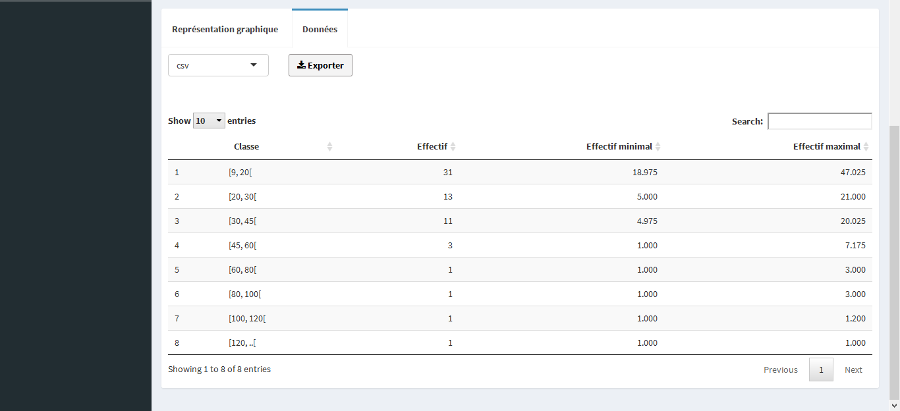 Représentation graphique Données
csv Exporter
Show 10 entries Search:
Classe Effectif Effectif minimal Effectif maximal
1 [9, 20[ 31 18.975 47.025
2 [20, 30[ 13 5.000 21.000
3 [30, 45[ 11 4.975 20.025
4 [45, 60[ 3 1.000 7.175
5 [60, 80[ 1 1.000 3.000
6 [80, 100[ 1 1.000 3.000
7 [100, 120[ 1 1.000 1.200
8 [120, ..[ 1 1.000 1.000
Showing 1 to 8 of 8 entries Previous 1 Next